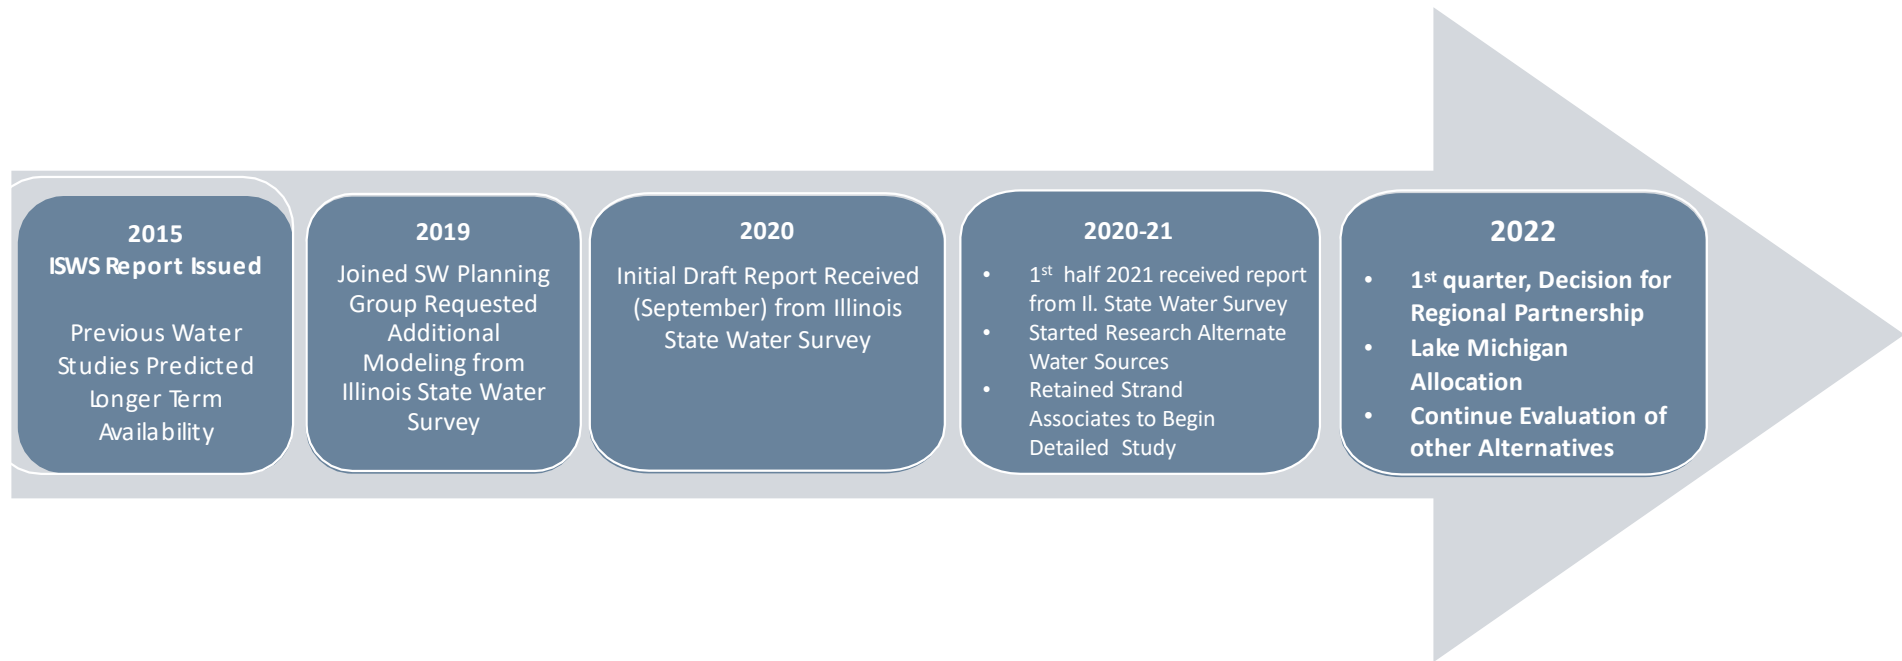 2015
ISWS Report Issued
Previous Water
Studies Predicted
Longer Term
Availability
2019
Joined SW Planning
Group Requested
Additional
Modeling from
Illinois State Water
Survey
2020
Initial Draft Report Received
(September) from Illinois
State Water Survey
2020-21
• 1st half 2021 received report
from Il. State Water Survey
• Started Research Alternate
Water Sources
• Retained Strand
Associates to Begin
Detailed Study
2022
• 1st quarter, Decision for
Regional Partnership
• Lake Michigan
Allocation
• Continue Evaluation of
other Alternatives